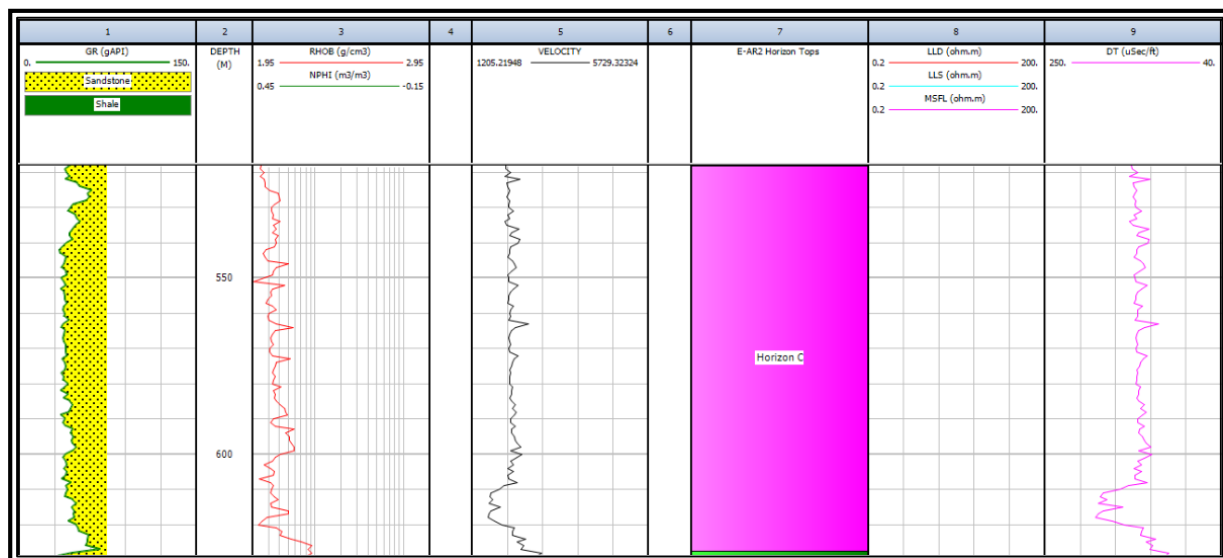 1 2 3 4 5 6 7 8 9
GR (gAPI)
0. 150.
Sandstone
Shale
DEPTH
(M)
RHOB (g/cm3)
1.95 2.95
NPHI (m3/m3)
0.45 -0.15
VELOCITY
1205.21948 5729.32324
E-AR2 Horizon Tops
LLD (ohm.m)
0.2 200.
LLS (ohm.m)
0.2 200.
MSFL (ohm.m)
0.2 200.
DT (uSec/ft)
250. 40.
550
Horizon C
600